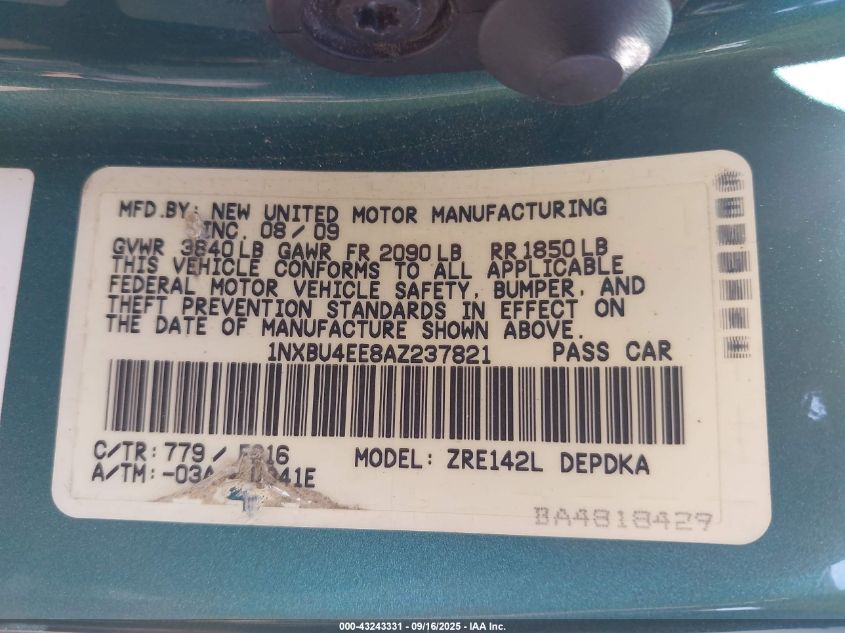 MFD.BY: NEW UNITED MOTOR MANUFACTURING
INC. 08/09
GVWR 3840LB GAWR FR 2090LB RR 1850LB
THIS VEHICLE CONFORMS TO ALL APPLICABLE
FEDERAL MOTOR VEHICLE SAFETY, BUMPER, AND
THEFT PREVENTION STANDARDS IN EFFECT ON
THE DATE OF MANUFACTURE SHOWN ABOVE.
1NXBU4EE8AZ237821 PASS CAR
C/TR: 779/
MODEL: ZRE142L DEPDKA
A/TM:
BA4818429
000-43243331 - 09/16/2025 - IAA Inc.